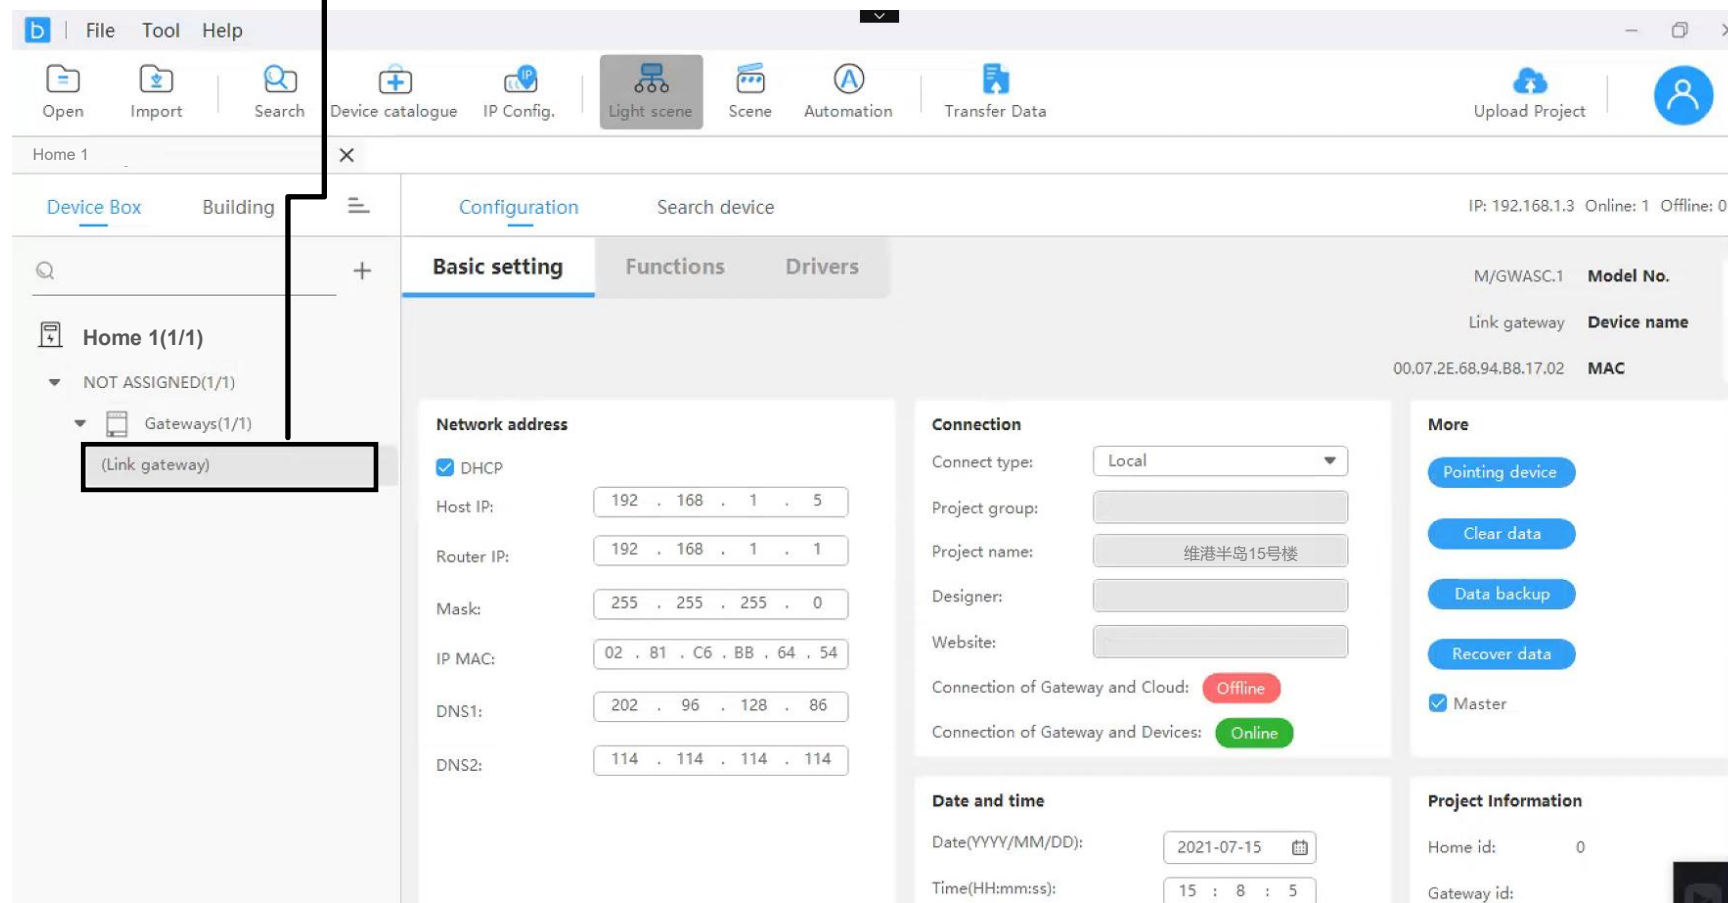 b File Tool Help
Open Import Search Device catalogue IP Config. Light scene Scene Automation Transfer Data Upload Project
Home 1
Device Box Building Configuration Search device IP: 192.168.1.3 Online: 1 Offline: 0
Basic setting Functions Drivers
M/GWASC.1 Model No.
Link gateway Device name
00.07.2E.68.94.B8.17.02 MAC
Home 1(1/1)
NOT ASSIGNED(1/1)
Gateways(1/1)
(Link gateway)
Network address
DHCP
Host IP: 192 . 168 . 1 . 5
Router IP: 192 . 168 . 1 . 1
Mask: 255 . 255 . 255 . 0
IP MAC: 02 . 81 . C6 . BB . 64 . 54
DNS1: 202 . 96 . 128 . 86
DNS2: 114 . 114 . 114 . 114
Connection
Connect type: Local
Project group:
Project name: 维港半岛15号楼
Designer:
Website:
Connection of Gateway and Cloud: Offline
Connection of Gateway and Devices: Online
More
Pointing device
Clear data
Data backup
Recover data
Master
Date and time
Date(YYYY/MM/DD): 2021-07-15
Time(HH:mm:ss): 15 : 8 : 5
Project Information
Home id: 0
Gateway id: